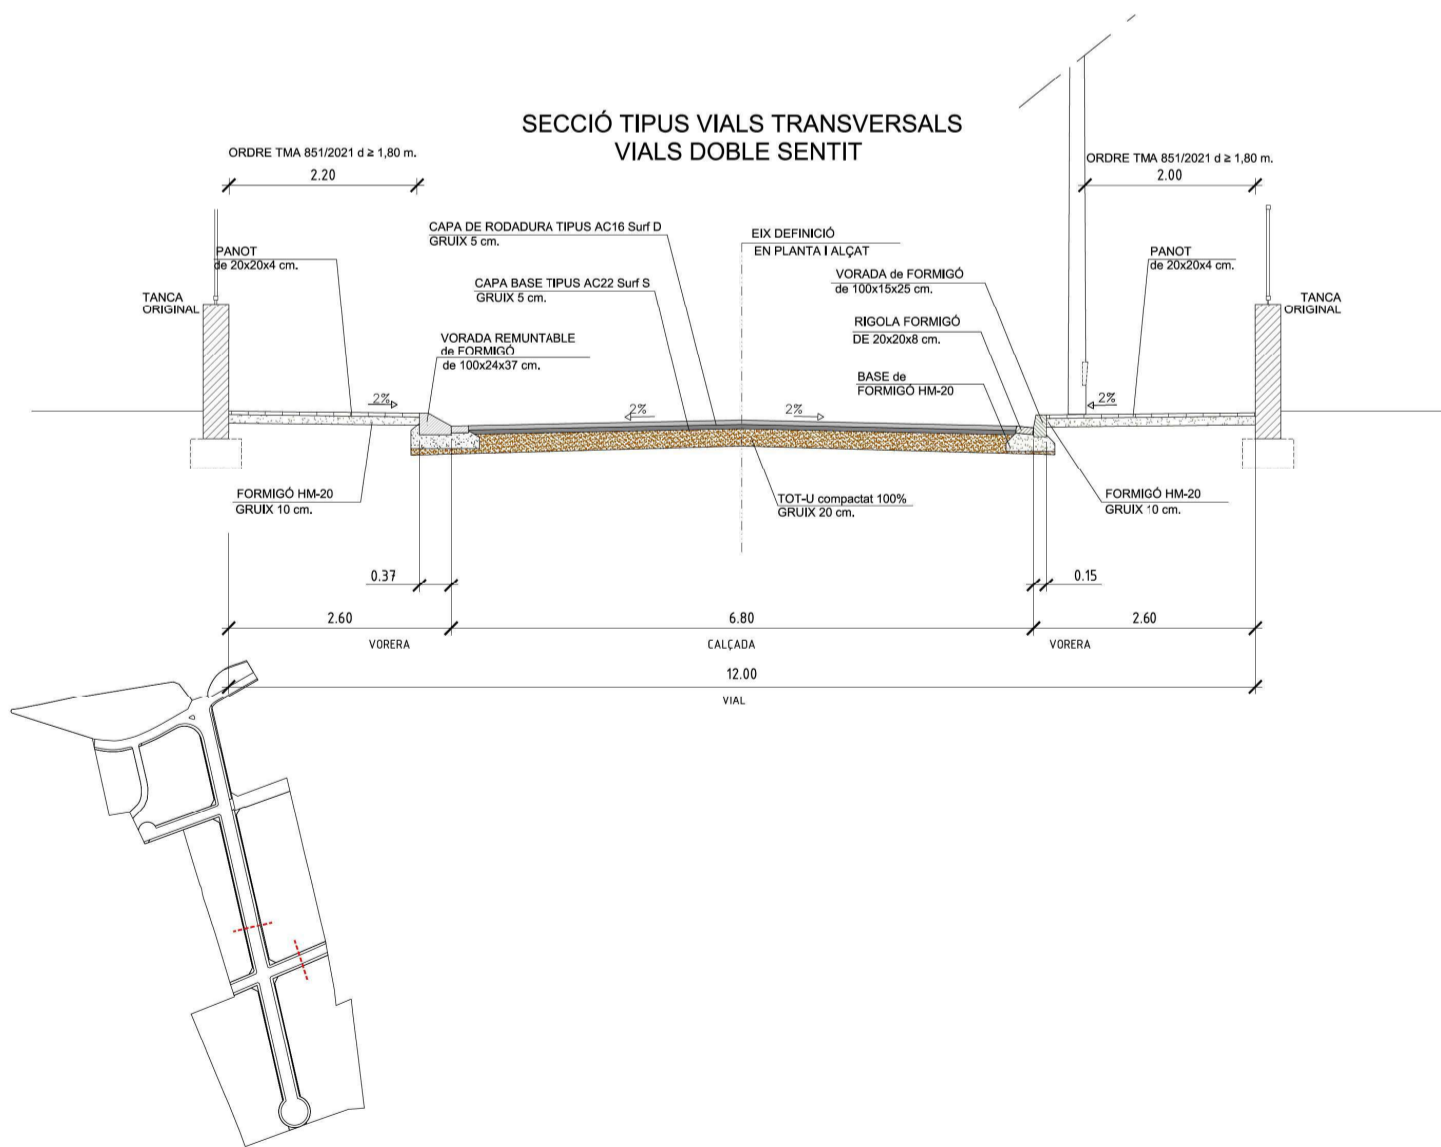 SECCIÓ TIPUS VIALS TRANSVERSALS
VIALS DOBLE SENTIT
ORDRE TMA 851/2021 d ≥ 1,80 m.
2.20
ORDRE TMA 851/2021 d ≥ 1,80 m.
2.00
CAPA DE RODADURA TIPUS AC16 Surf D
GRUIX 5 cm.
EIX DEFINICIÓ
EN PLANTA I ALÇAT
PANOT
de 20x20x4 cm.
CAPA BASE TIPUS AC22 Surf S
GRUIX 5 cm.
VORADA de FORMIGÓ
de 100x15x25 cm.
PANOT
de 20x20x4 cm.
TANCA
ORIGINAL
VORADA REMUNTABLE
de FORMIGÓ
de 100x24x37 cm.
RIGOLA FORMIGÓ
DE 20x20x8 cm.
TANCA
ORIGINAL
BASE de
FORMIGÓ HM-20
2%
2%
2%
2%
FORMIGÓ HM-20
GRUIX 10 cm.
TOT-U compactat 100%
GRUIX 20 cm.
FORMIGÓ HM-20
GRUIX 10 cm.
0.37
0.15
2.60
6.80
2.60
VORERA
CALÇADA
VORERA
12.00
VIAL